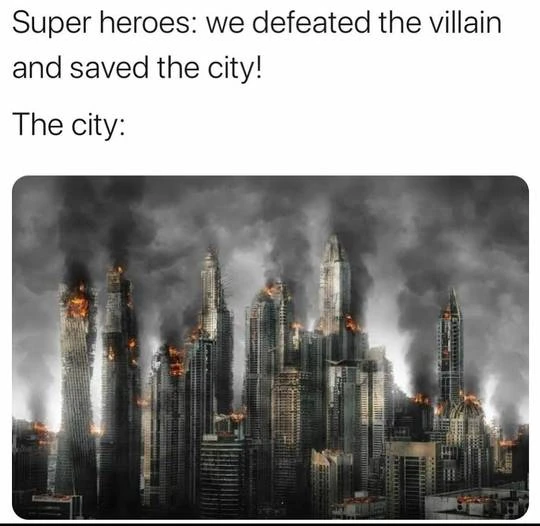 Super heroes: we defeated the villain
and saved the city!
The city: